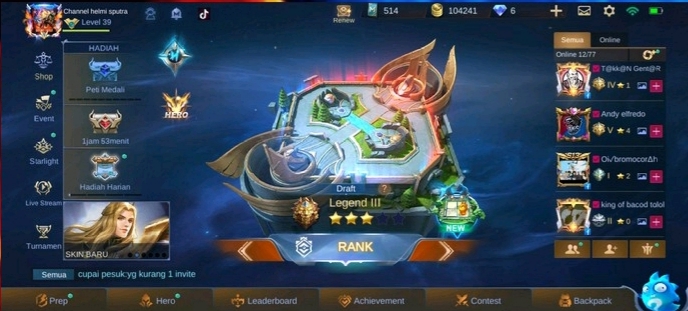 Channel helmi sputra
Level 39
Renew
514
104241
6
Shop
Event
Starlight
Live Stream
Turnamen
HADIAH
Peti Medali
1jam 53menit
Hadiah Harian
SKIN BARU
HERO
Draft
?
Legend III
NEW
RANK
Semua
Online
Online 12/77
T@kk@N Gent@R
IV 1
Andy elfredo
V 4
I 2
king of bacod tolol
II 0
Semua
cupai pesuk:yg kurang 1 invite
Prep
Hero
Leaderboard
Achievement
Contest
Backpack